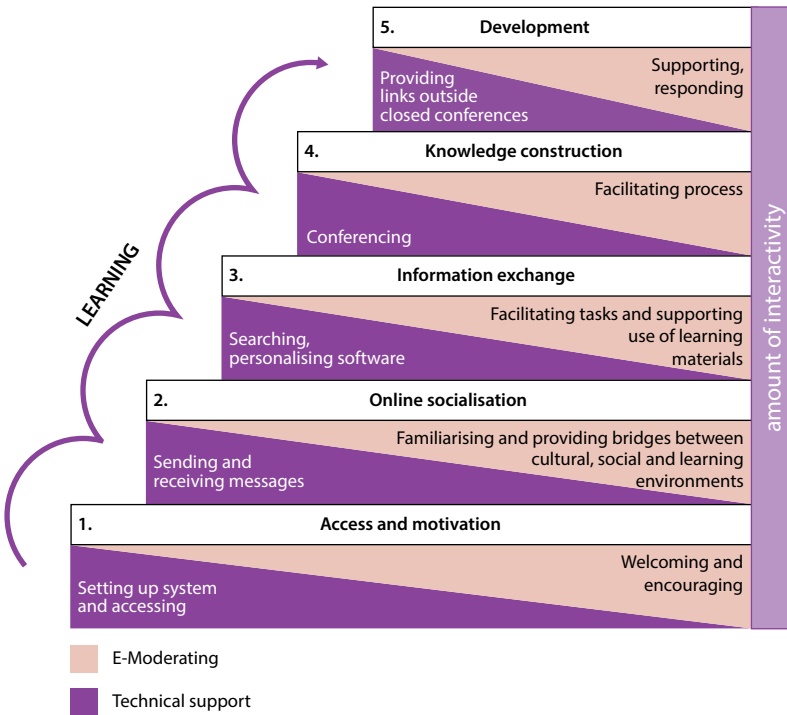 5. Development
Providing
links outside
closed conferences
Supporting,
responding
4. Knowledge construction
Conferencing
Facilitating process
3. Information exchange
Searching,
personalising software
Facilitating tasks and supporting
use of learning
materials
2. Online socialisation
Sending and
receiving messages
Familiarising and providing bridges between
cultural, social and learning
environments
1. Access and motivation
Setting up system
and accessing
Welcoming and
encouraging
LEARNING
amount of interactivity
E-Moderating
Technical support